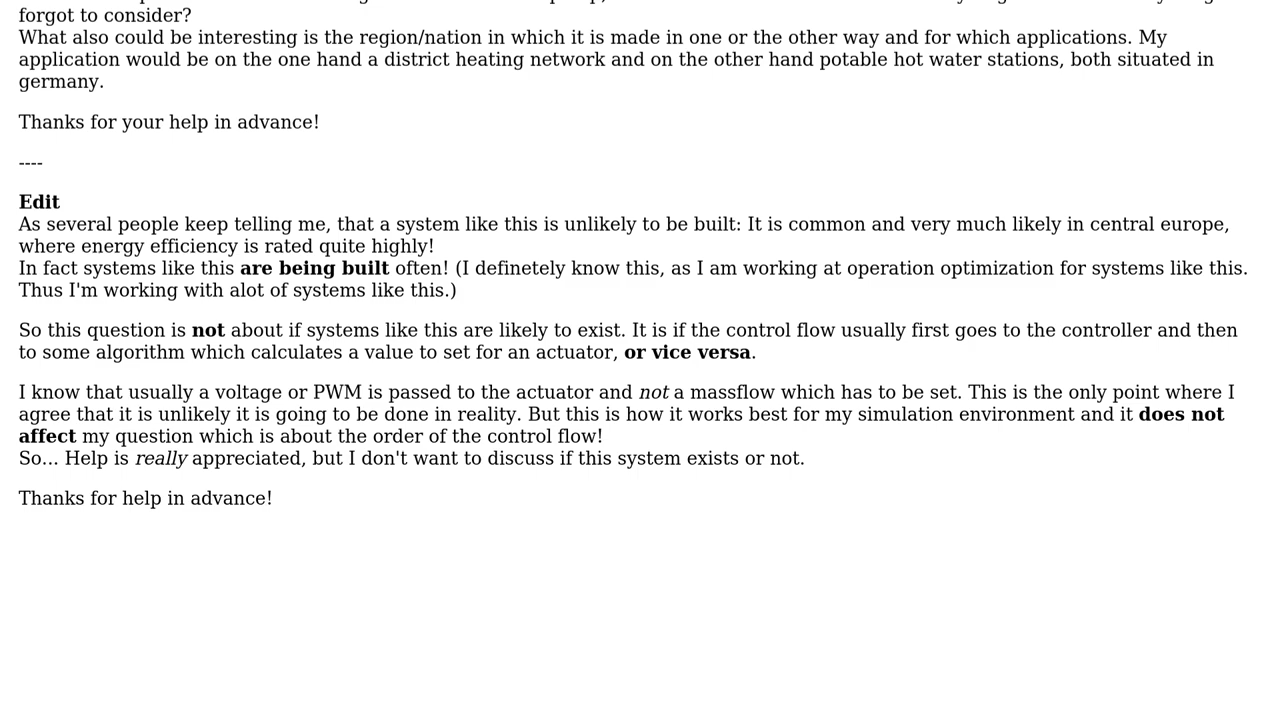 forgot to consider?
What also could be interesting is the region/nation in which it is made in one or the other way and for which applications. My
application would be on the one hand a district heating network and on the other hand potable hot water stations, both situated in
germany.
Thanks for your help in advance!
----
Edit
As several people keep telling me, that a system like this is unlikely to be built: It is common and very much likely in central europe,
where energy efficiency is rated quite highly!
In fact systems like this are being built often! (I definetely know this, as I am working at operation optimization for systems like this.
Thus I'm working with alot of systems like this.)
So this question is not about if systems like this are likely to exist. It is if the control flow usually first goes to the controller and then
to some algorithm which calculates a value to set for an actuator, or vice versa.
I know that usually a voltage or PWM is passed to the actuator and not a massflow which has to be set. This is the only point where I
agree that it is unlikely it is going to be done in reality. But this is how it works best for my simulation environment and it does not
affect my question which is about the order of the control flow!
So... Help is really appreciated, but I don't want to discuss if this system exists or not.
Thanks for help in advance!